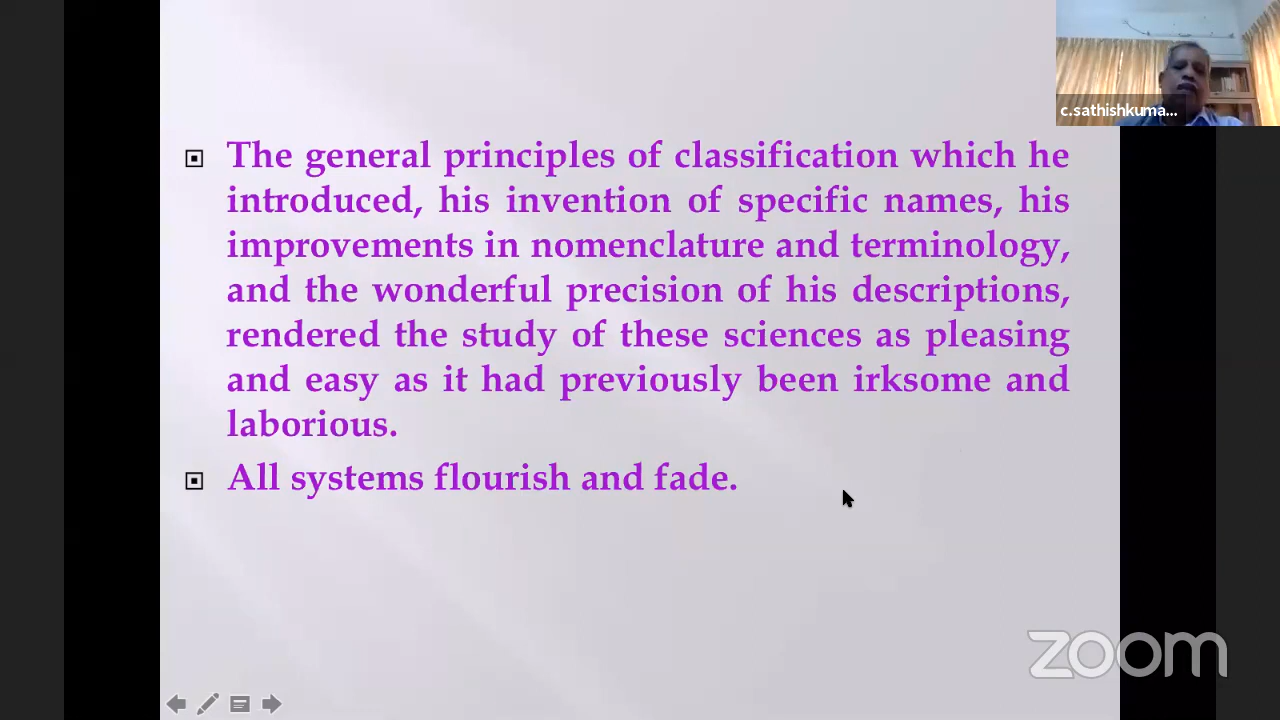 c.sathishkuma...
The general principles of classification which he
introduced, his invention of specific names, his
improvements in nomenclature and terminology,
and the wonderful precision of his descriptions,
rendered the study of these sciences as pleasing
and easy as it had previously been irksome and
laborious.
All systems flourish and fade.
zoom